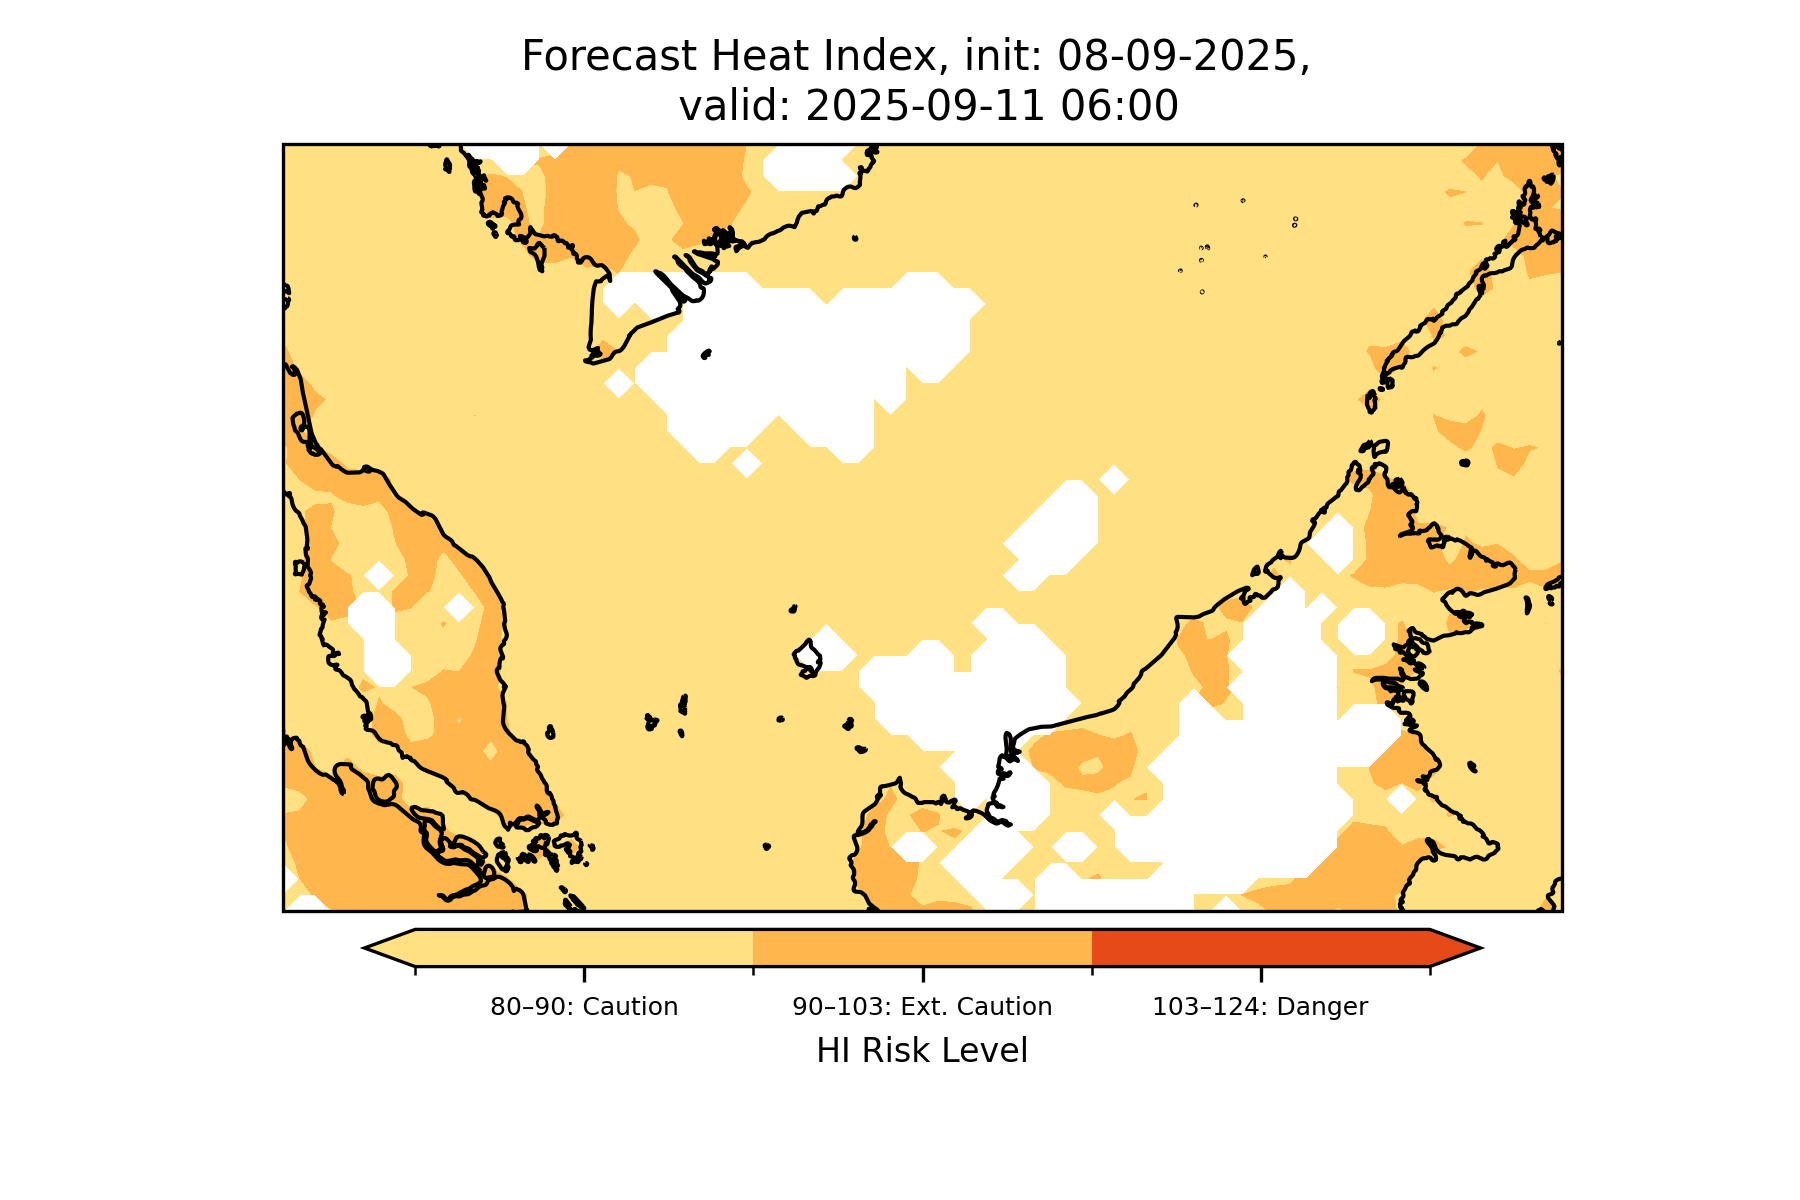 Forecast Heat Index, init: 08-09-2025,
valid: 2025-09-11 06:00
80–90: Caution
90–103: Ext. Caution
103–124: Danger
HI Risk Level